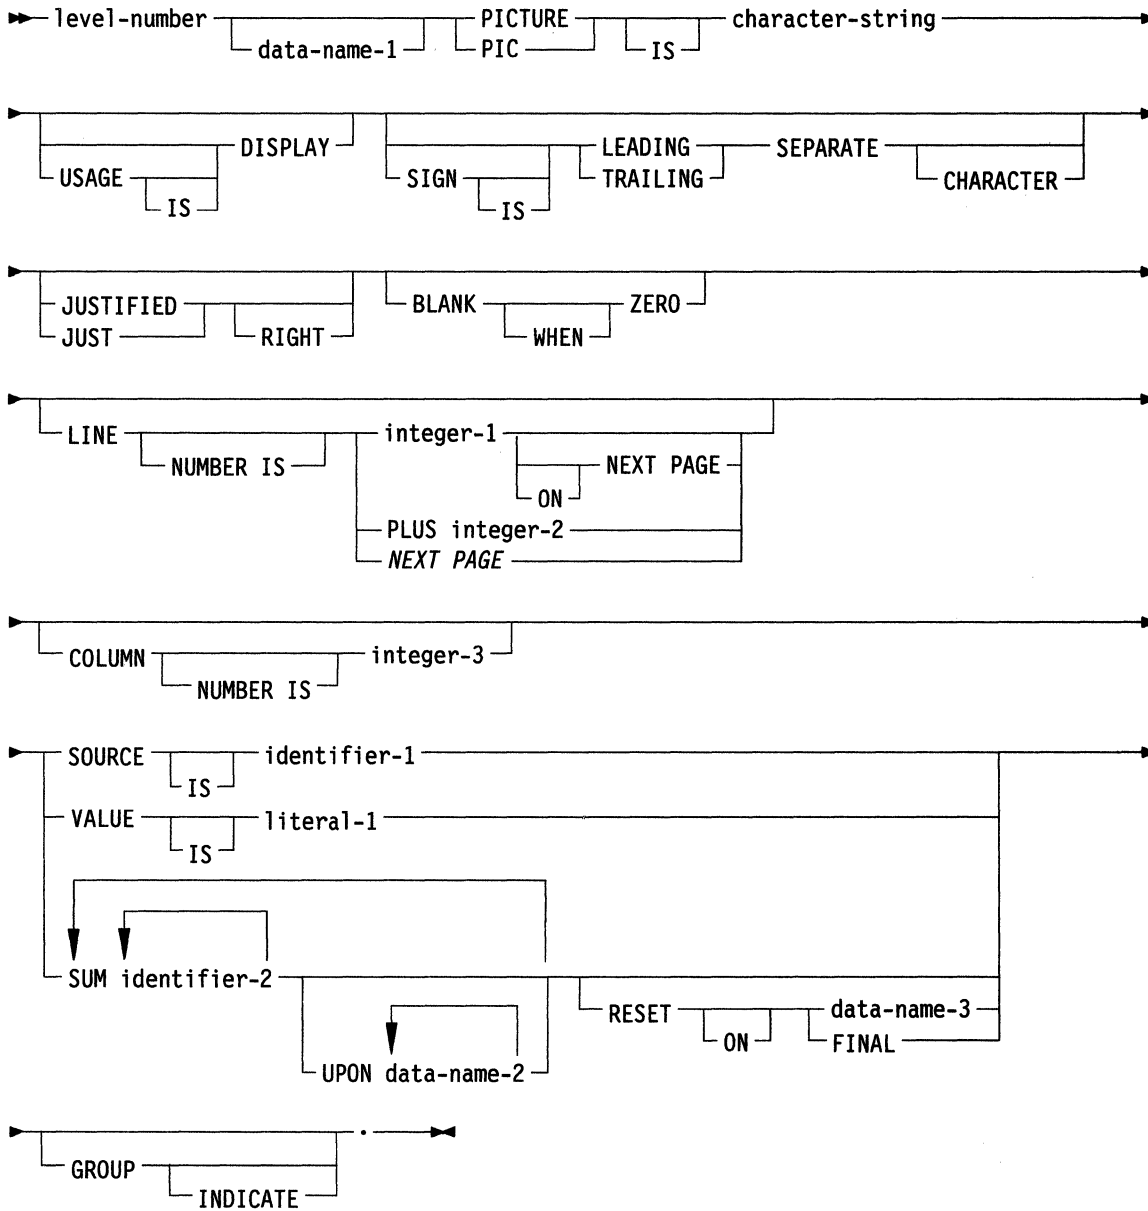 level-number PICTURE character-string
data-name-1 PIC IS
DISPLAY LEADING SEPARATE
USAGE SIGN TRAILING CHARACTER
IS IS
JUSTIFIED BLANK ZERO
JUST RIGHT WHEN
LINE integer-1
NUMBER IS NEXT PAGE
ON
PLUS integer-2
NEXT PAGE
COLUMN integer-3
NUMBER IS
SOURCE identifier-1
IS
VALUE literal-1
IS
SUM identifier-2
RESET data-name-3
ON FINAL
UPON data-name-2
.
GROUP
INDICATE